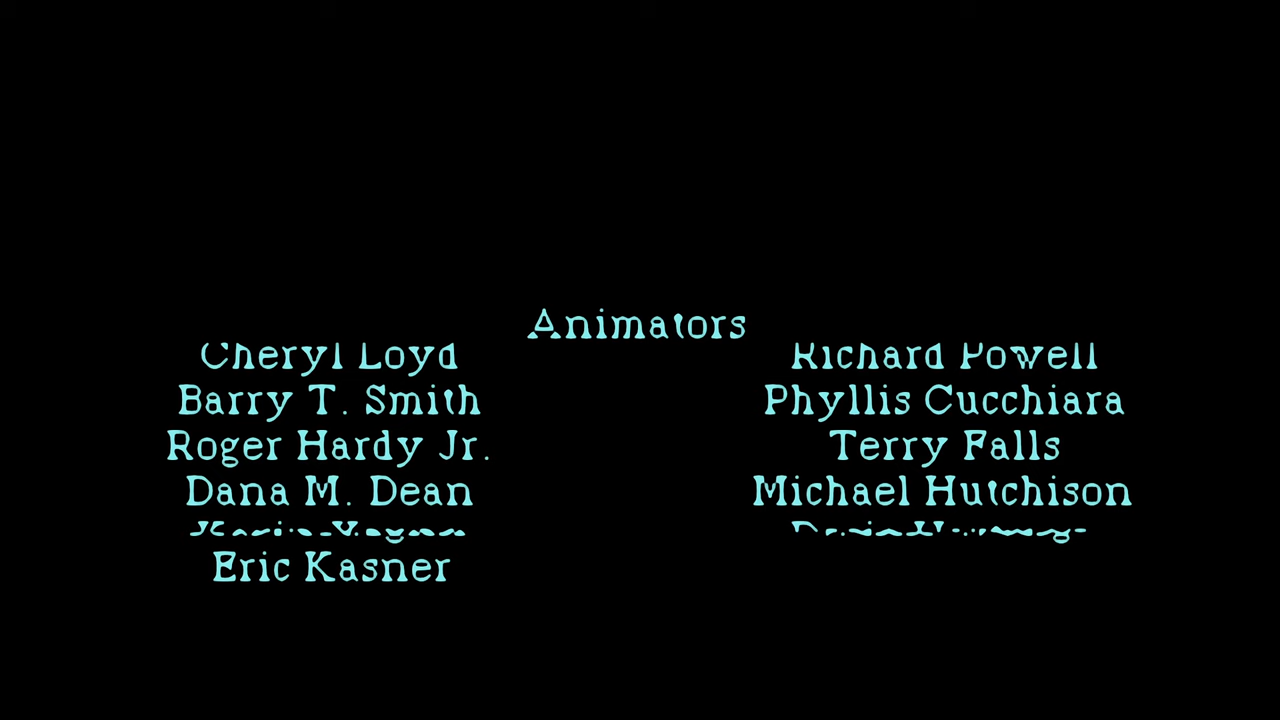 Animators
Cheryl Loyd Richard Powell
Barry T. Smith Phyllis Cucchiara
Roger Hardy Jr. Terry Falls
Dana M. Dean Michael Hutchison
Eric Kasner